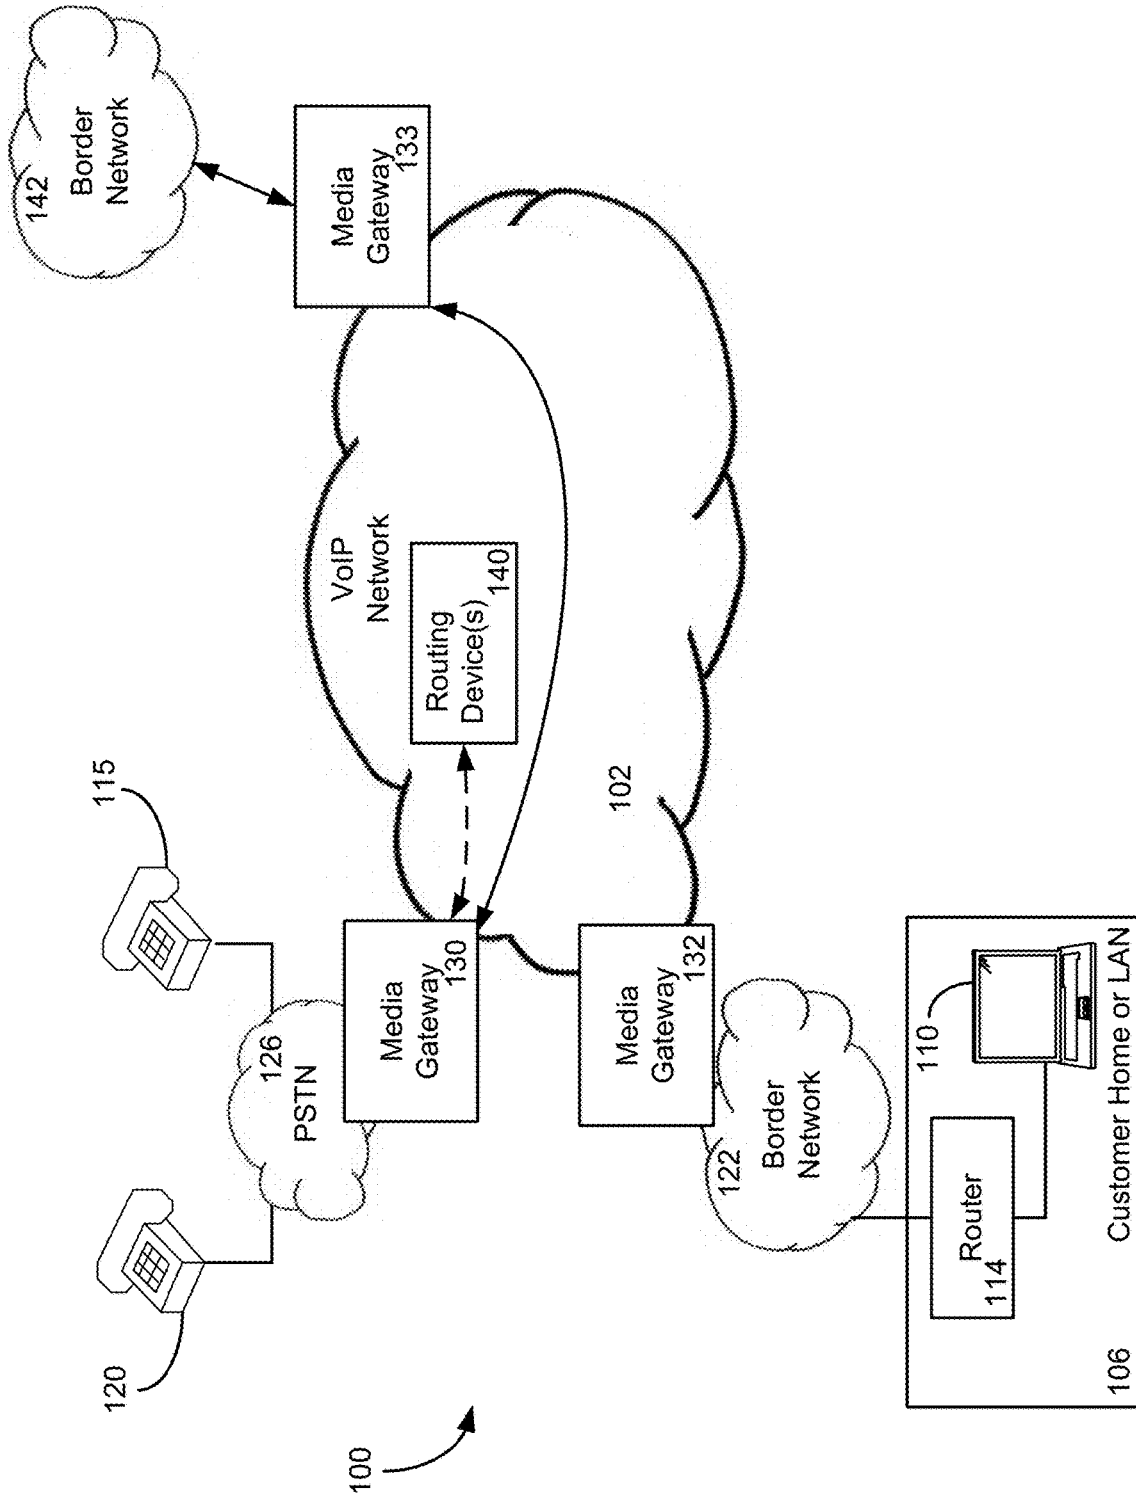 100
120
115
126
PSTN
Media
Gateway
130
Routing
Device(s)
140
VoIP
Network
142
Border
Network
Media
Gateway
133
102
Media
Gateway
132
122
Border
Network
Router
114
110
106
Customer Home or LAN